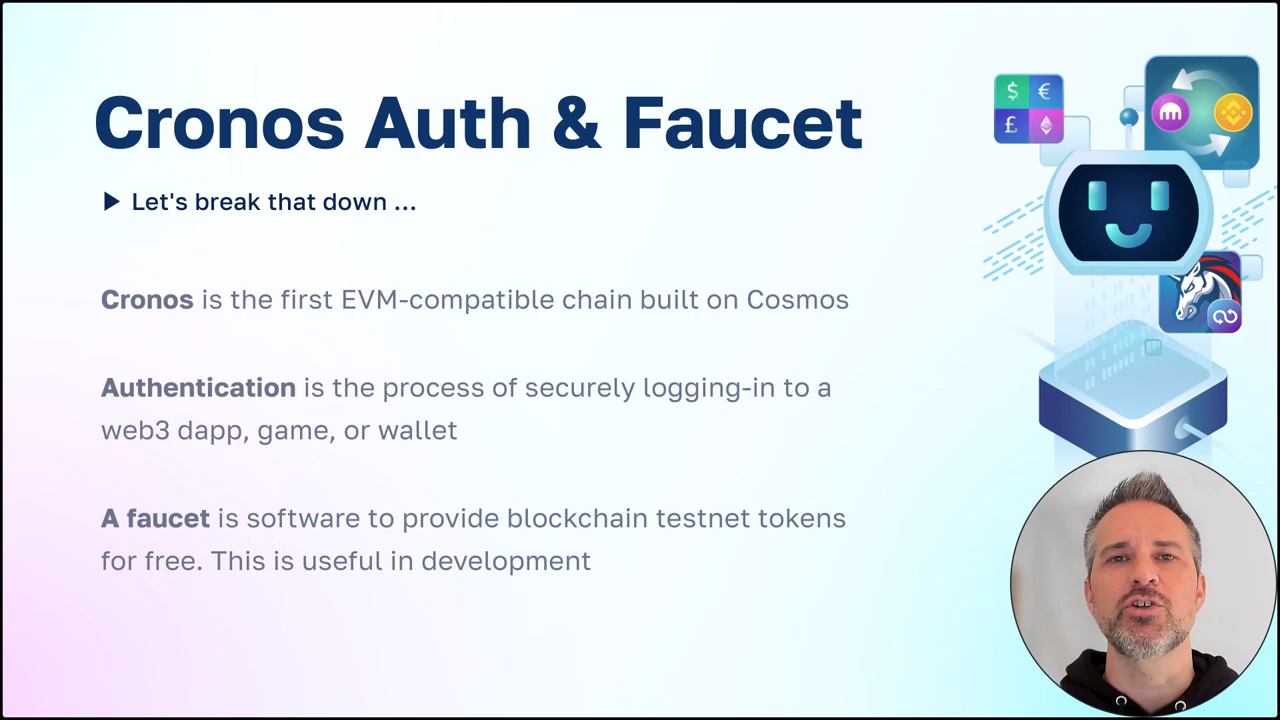 Cronos Auth & Faucet
Let's break that down ...
Cronos is the first EVM-compatible chain built on Cosmos
Authentication is the process of securely logging-in to a
web3 dapp, game, or wallet
A faucet is software to provide blockchain testnet tokens
for free. This is useful in development